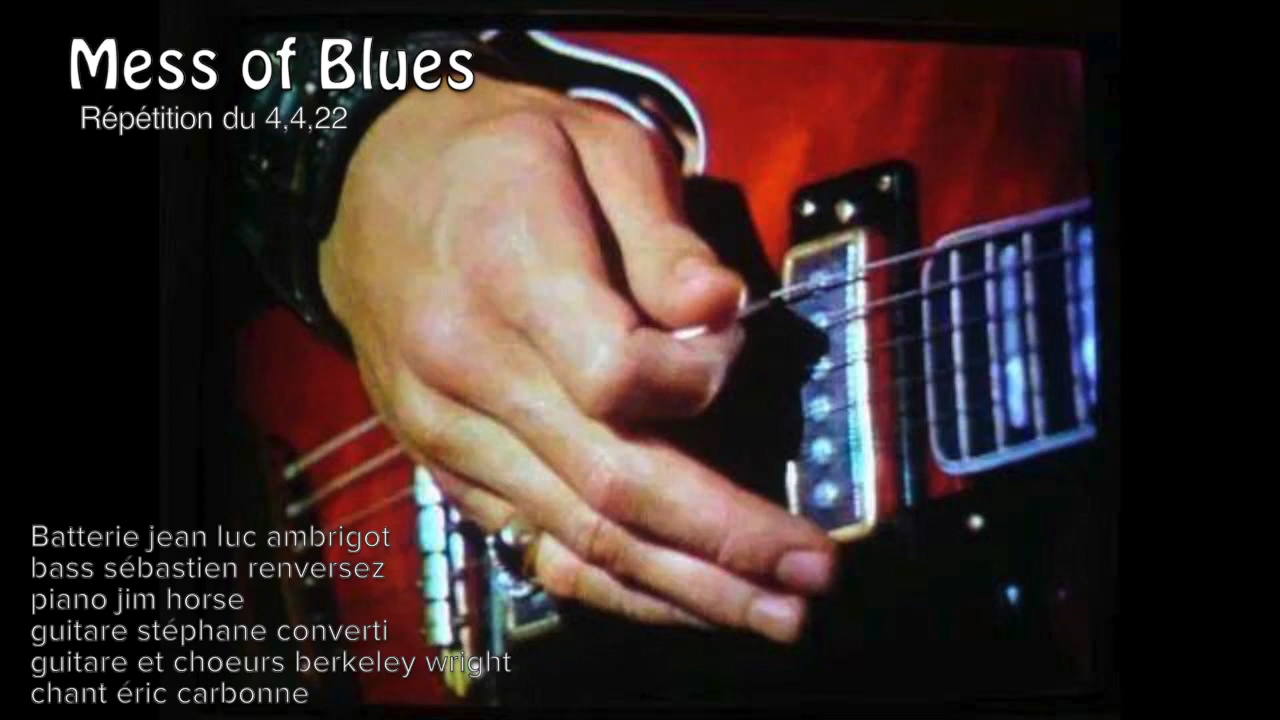 Mess of Blues
Répétition du 4,4,22
Batterie jean luc ambrigot
bass sébastien renversez
piano jim horse
guitare stéphane converti
guitare et choeurs berkeley wright
chant éric carbonne